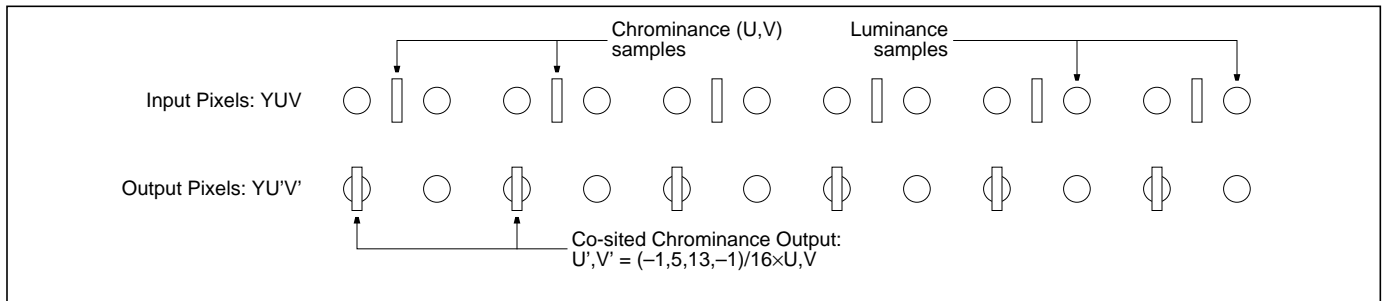 Chrominance (U,V)
samples
Luminance
samples
Input Pixels: YUV
Output Pixels: YU'V'
Co-sited Chrominance Output:
U',V' = (–1,5,13,–1)/16×U,V